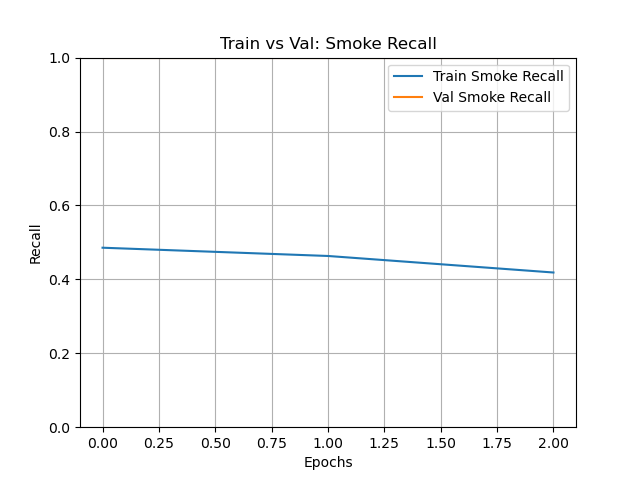 Train vs Val: Smoke Recall
Train Smoke Recall
Val Smoke Recall
1.0
0.8
0.6
0.4
0.2
0.0
Recall
0.00 0.25 0.50 0.75 1.00 1.25 1.50 1.75 2.00
Epochs